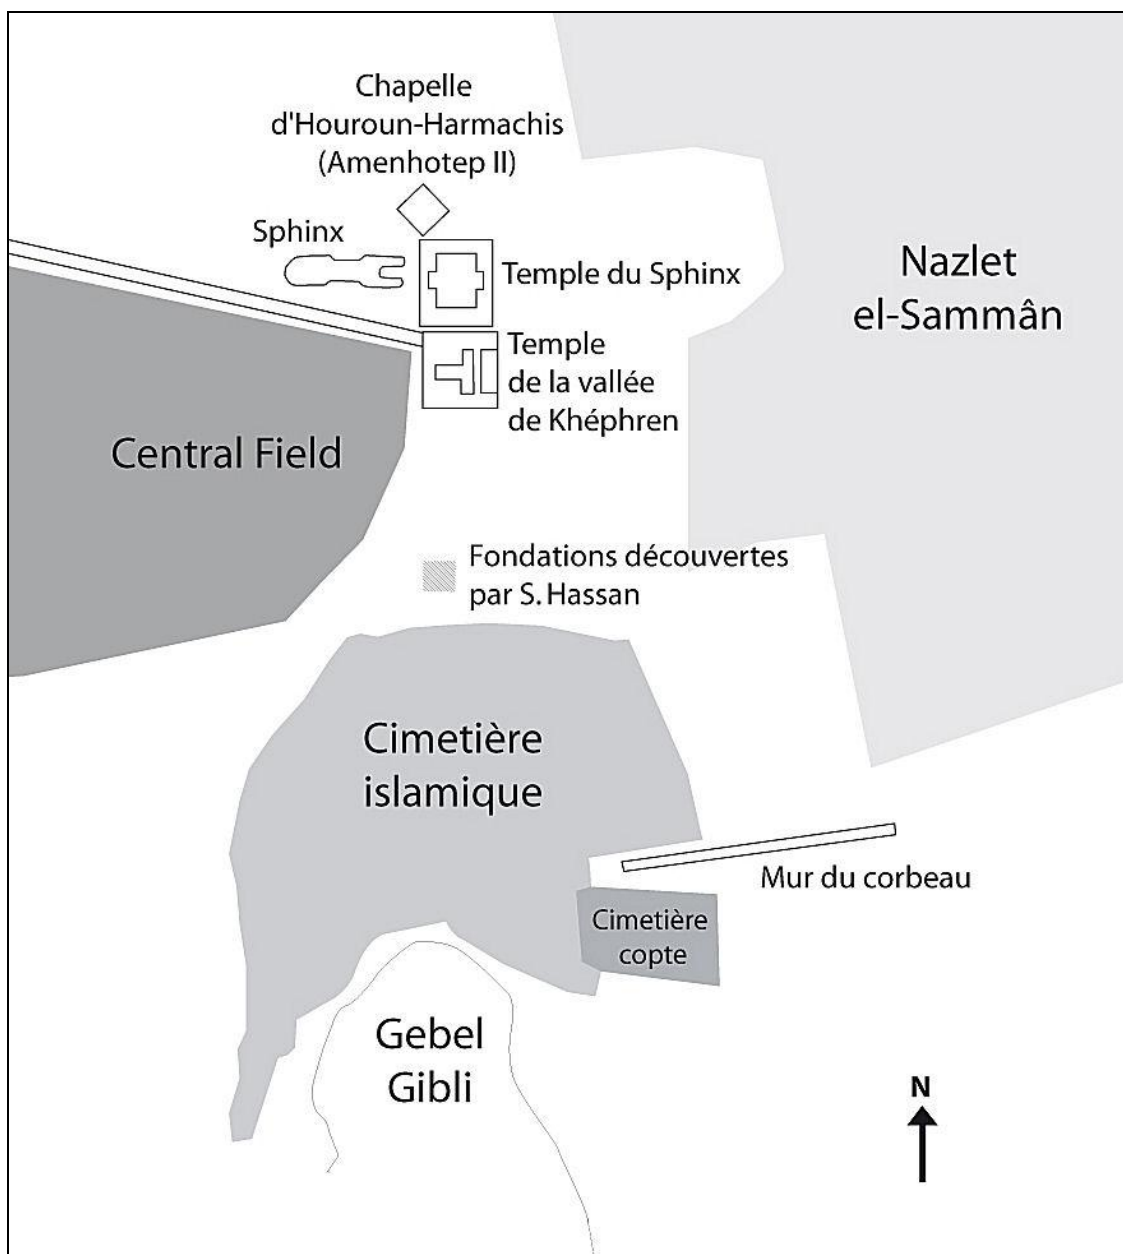 Chapelle
d'Houroun-Harmachis
(Amenhotep II)
Sphinx
Temple du Sphinx
Nazlet
el-Sammân
Temple
de la vallée
de Khéphren
Central Field
Fondations découvertes
par S. Hassan
Cimetière
islamique
Mur du corbeau
Cimetière
copte
Gebel
Gibli
N